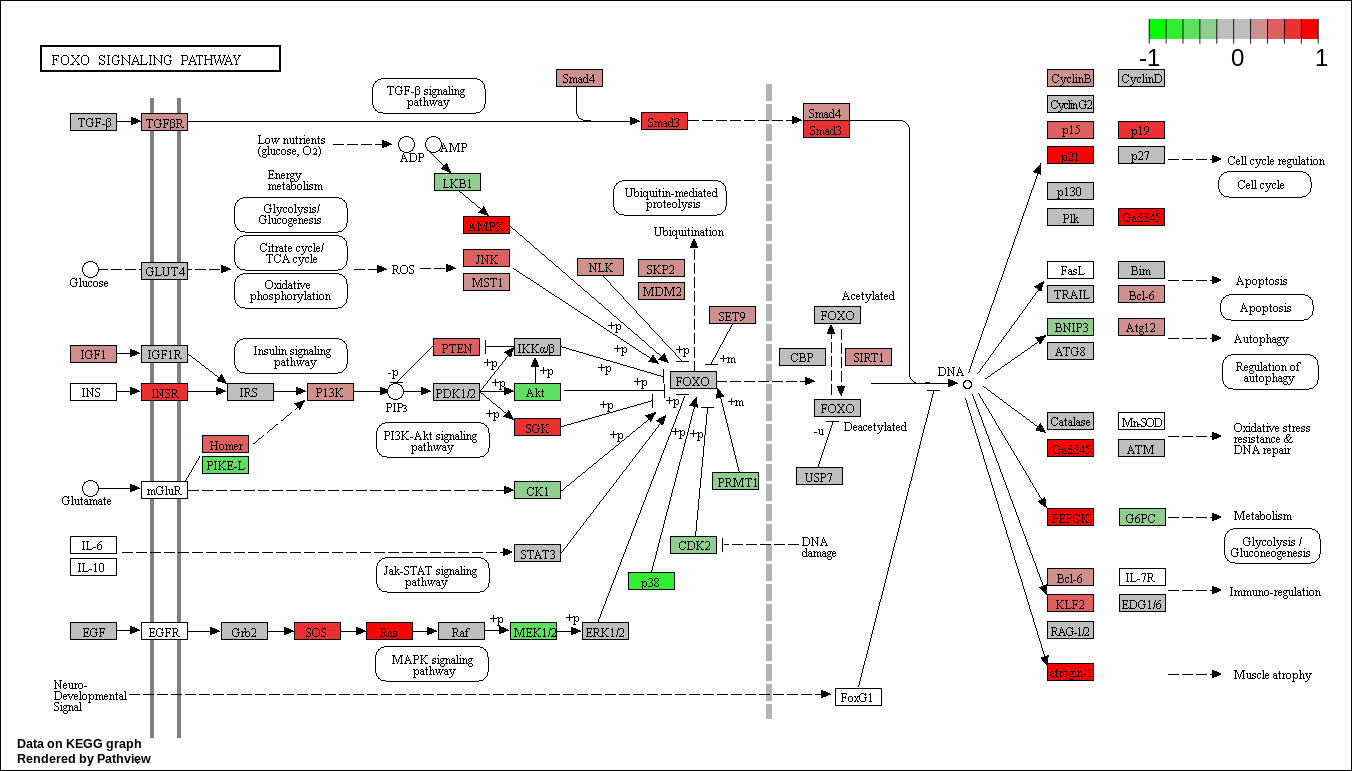 -1 0 1
FOXO SIGNALING PATHWAY
TGF-β signaling
pathway
Smad4
TGF-β
TGFβR
Smad3
Smad4
Smad3
Low nutrients
(glucose, O2)
ADP
AMP
LKB1
AMPK
Energy
metabolism
Glycolysis/
Glucogenesis
Citrate cycle/
TCA cycle
Oxidative
phosphorylation
Glucose
GLUT4
ROS
JNK
MST1
NLK
SKP2
MDM2
SET9
Ubiquitin-mediated
proteolysis
Ubiquitination
Insulin signaling
pathway
IGF1
IGF1R
INS
INSR
IRS
P13K
PIP3
-p
PTEN
PDK1/2
IKKα/β
Akt
SGK
+p
+p
+p
+p
+p
+p
+p
+p
+p
+p
+p
+p
+p
+p
+m
+m
FOXO
PI3K-Akt signaling
pathway
Homer
PIKE-L
Glutamate
mGluR
CK1
PRMT1
IL-6
IL-10
STAT3
Jak-STAT signaling
pathway
CDK2
DNA
damage
p38
EGF
EGFR
Grb2
SOS
Ras
Raf
+p
MEK1/2
+p
ERK1/2
MAPK signaling
pathway
Neuro-
Developmental
Signal
FoxG1
Acetylated
FOXO
CBP
SIRT1
FOXO
Deacetylated
-u
USP7
DNA
CyclinB
CyclinD
CyclinG2
p15
p19
p21
p27
p130
Plk
Gadd45
Cell cycle regulation
Cell cycle
FasL
Bim
TRAIL
Bcl-6
Apoptosis
Apoptosis
BNIP3
Atg12
ATG8
Autophagy
Regulation of
autophagy
Catalase
Mn-SOD
Gadd45
ATM
Oxidative stress
resistance &
DNA repair
PEPCK
G6PC
Metabolism
Glycolysis /
Gluconeogenesis
Bcl-6
IL-7R
KLF2
EDG1/6
RAG-1/2
Immuno-regulation
atrogin-1
Muscle atrophy
Data on KEGG graph
Rendered by Pathview